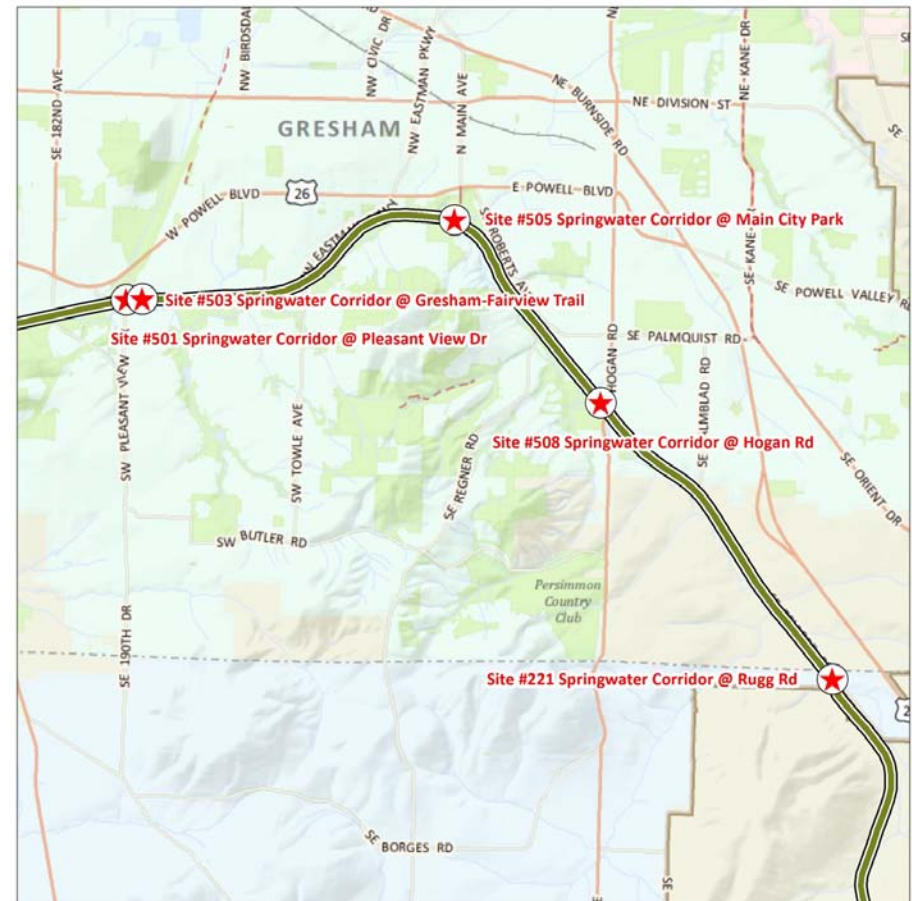 SE 182ND AVE
NW CIVIC DR
NW EASTMAN PKWY
N MAIN AVE
NE BURNSIDE RD
NE DIVISION ST
NE KANE DR
SE
GRESHAM
W POWELL BLVD
26
E POWELL BLVD
Site #505 Springwater Corridor @ Main City Park
SE KANE
SE POWELL VALLEY
Site #503 Springwater Corridor @ Gresham-Fairview Trail
Site #501 Springwater Corridor @ Pleasant View Dr
HOGAN RD
SE PALMQUIST RD
SW PLEASANT VIEW
SW TOWLE AVE
SE REGNER RD
Site #508 Springwater Corridor @ Hogan Rd
SE ORIENT DR
SW BUTLER RD
Persimmon
Country
Club
SE 190TH DR
Site #221 Springwater Corridor @ Rugg Rd
2
SE BORGES RD
SE